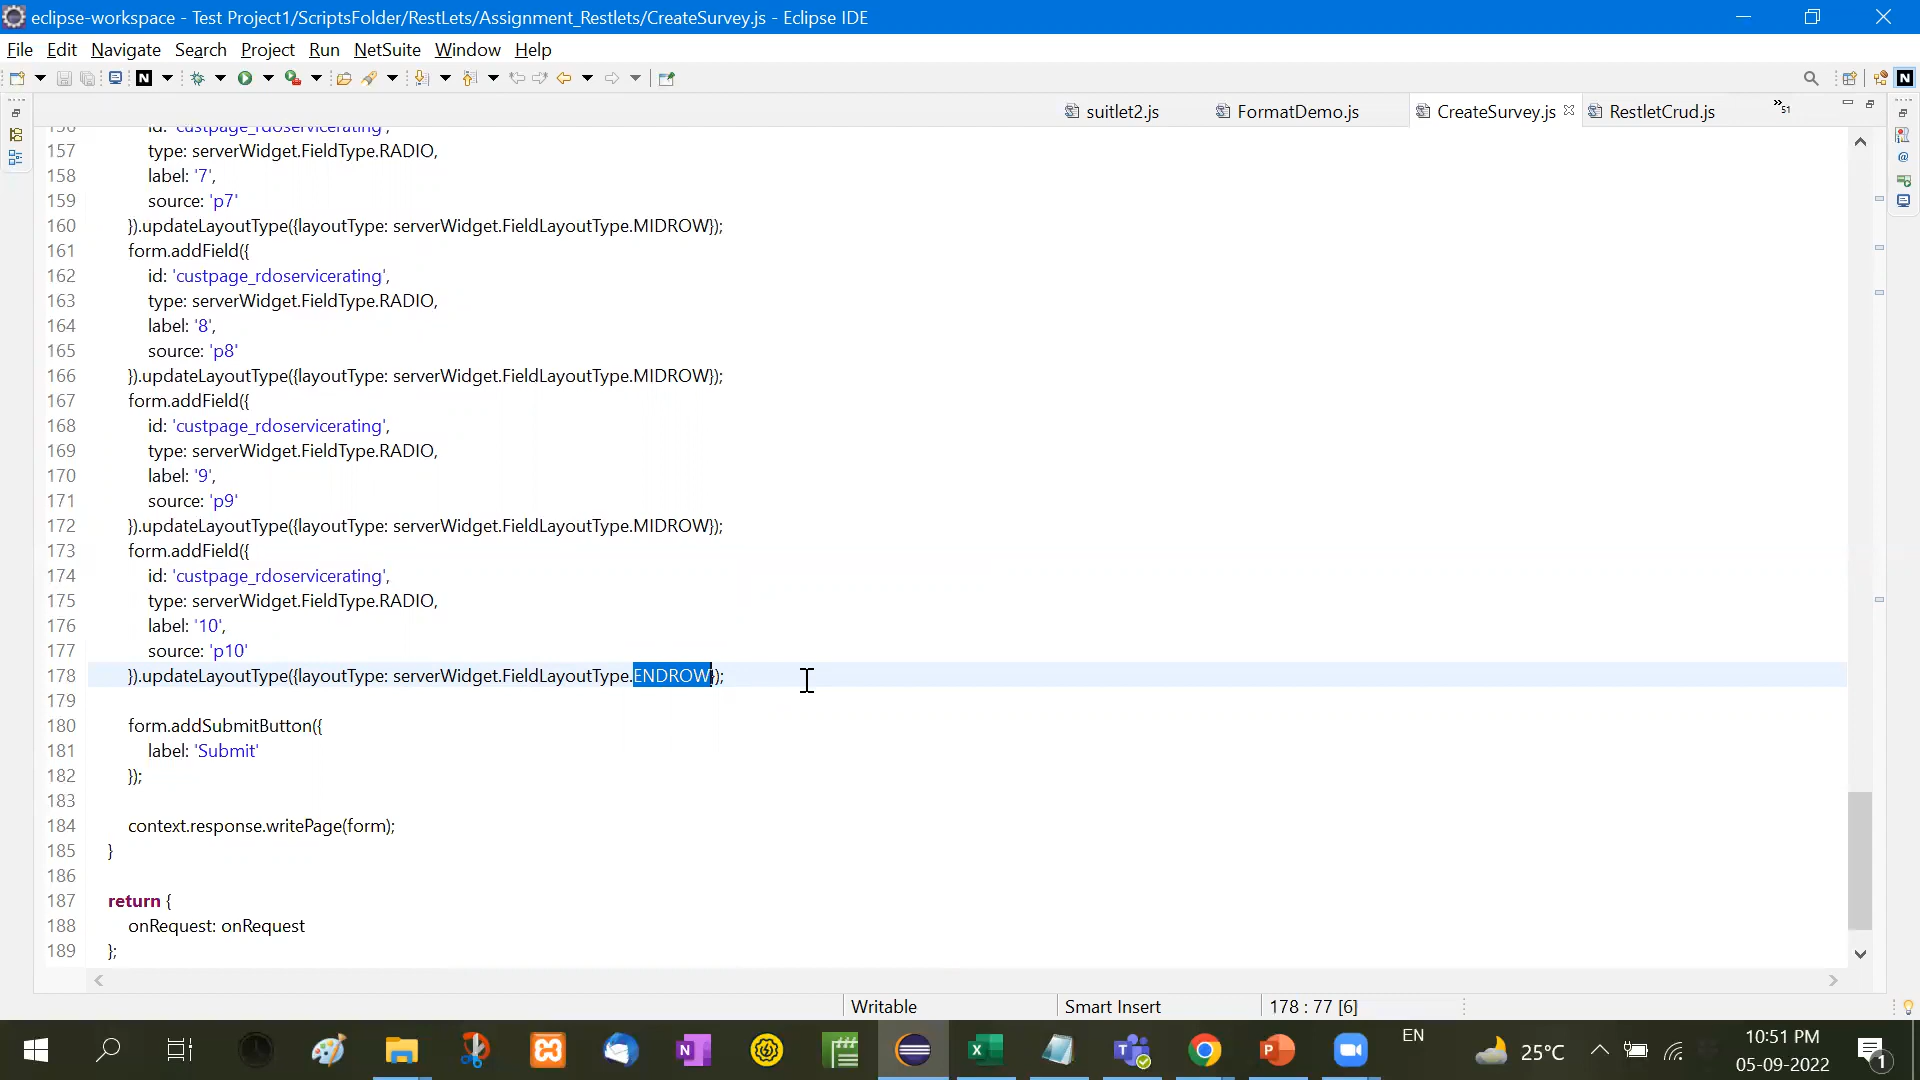 eclipse-workspace - Test Project1/ScriptsFolder/RestLets/Assignment_Restlets/CreateSurvey.js - Eclipse IDE
File Edit Navigate Search Project Run NetSuite Window Help
suitlet2.js FormatDemo.js CreateSurvey.js RestletCrud.js »51
156 id: 'custpage_rdoservicerating',
157 type: serverWidget.FieldType.RADIO,
158 label: '7',
159 source: 'p7'
160 }).updateLayoutType({layoutType: serverWidget.FieldLayoutType.MIDROW});
161 form.addField({
162 id: 'custpage_rdoservicerating',
163 type: serverWidget.FieldType.RADIO,
164 label: '8',
165 source: 'p8'
166 }).updateLayoutType({layoutType: serverWidget.FieldLayoutType.MIDROW});
167 form.addField({
168 id: 'custpage_rdoservicerating',
169 type: serverWidget.FieldType.RADIO,
170 label: '9',
171 source: 'p9'
172 }).updateLayoutType({layoutType: serverWidget.FieldLayoutType.MIDROW});
173 form.addField({
174 id: 'custpage_rdoservicerating',
175 type: serverWidget.FieldType.RADIO,
176 label: '10',
177 source: 'p10'
178 }).updateLayoutType({layoutType: serverWidget.FieldLayoutType.ENDROW});
179
180 form.addSubmitButton({
181 label: 'Submit'
182 });
183
184 context.response.writePage(form);
185 }
186
187 return {
188 onRequest: onRequest
189 };
Writable Smart Insert 178 : 77 [6]
EN
25°C
10:51 PM
05-09-2022
1